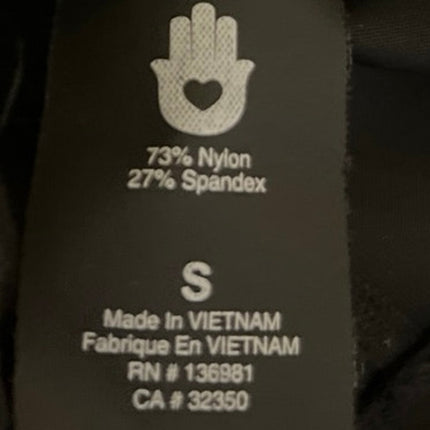 73% Nylon
27% Spandex
S
Made In VIETNAM
Fabrique En VIETNAM
RN # 136981
CA # 32350